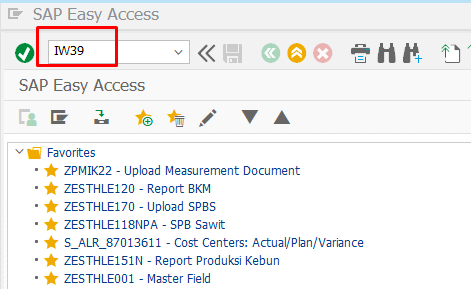 SAP Easy Access
IW39
SAP Easy Access
Favorites
ZPMIK22 - Upload Measurement Document
ZESTHLE120 - Report BKM
ZESTHLE170 - Upload SPBS
ZESTHLE118NPA - SPB Sawit
S_ALR_87013611 - Cost Centers: Actual/Plan/Variance
ZESTHLE151N - Report Produksi Kebun
ZESTHLE001 - Master Field